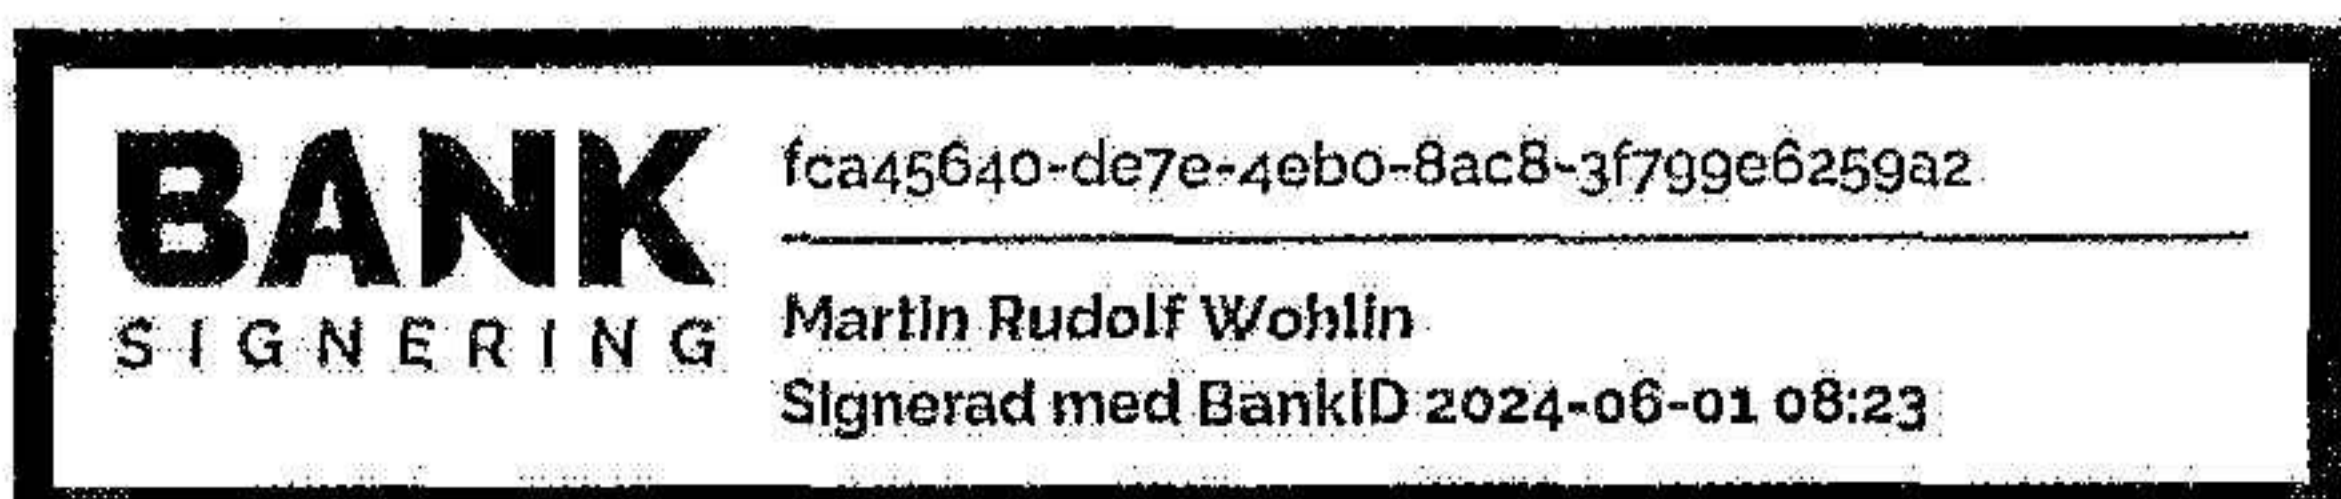 BANK
SIGNERING
fca45640-de7e-4eb0-8ac8-3f799e6259a2
Martin Rudolf Wohlin
Signerad med BankID 2024-06-01 08:23